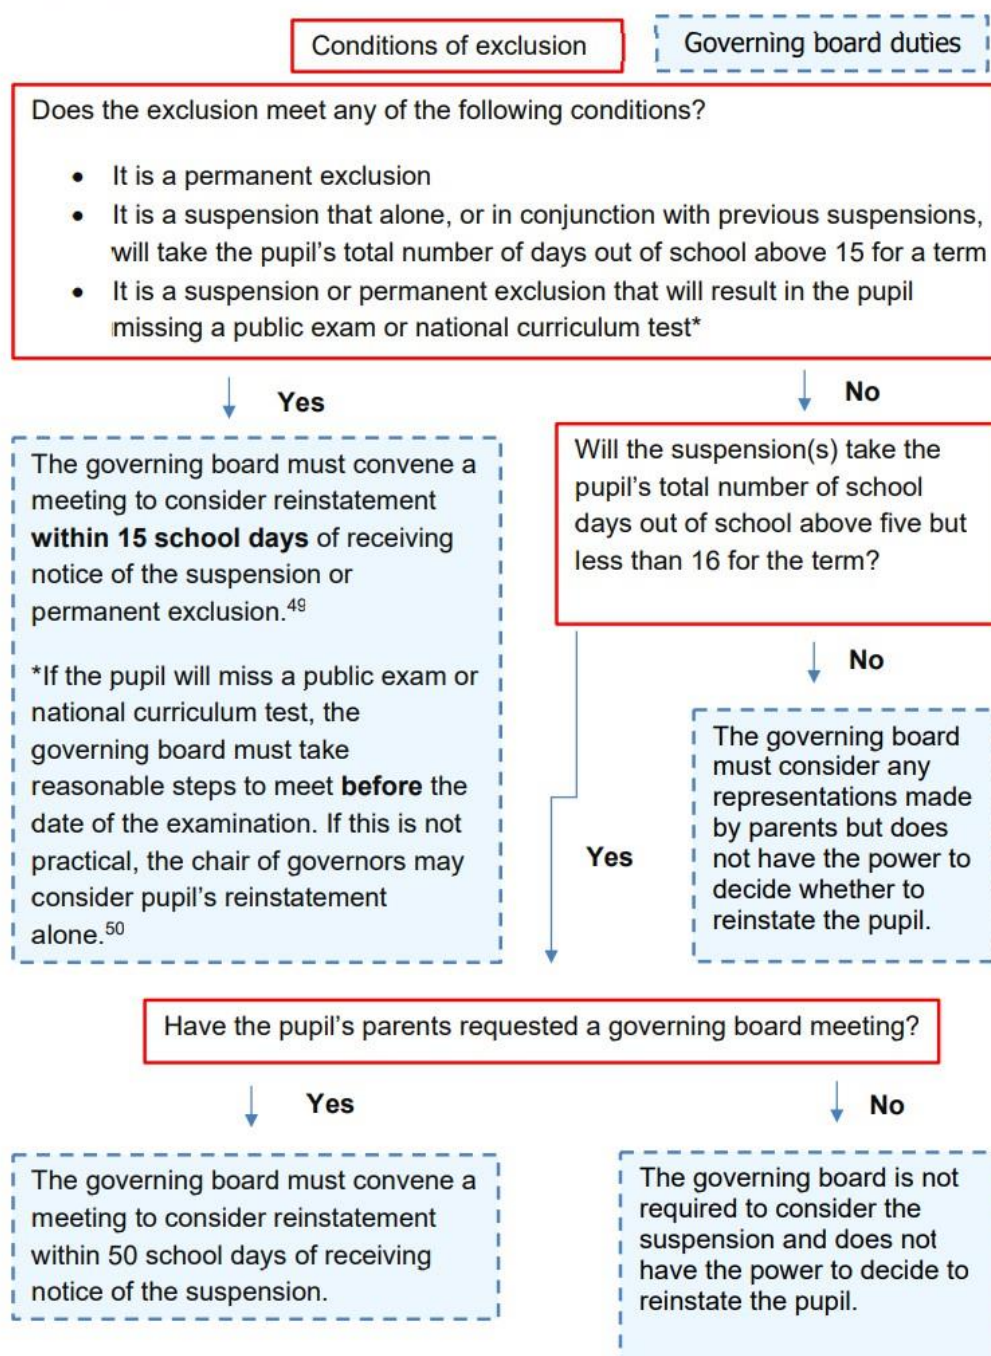 Conditions of exclusion
Governing board duties
Does the exclusion meet any of the following conditions?
• It is a permanent exclusion
• It is a suspension that alone, or in conjunction with previous suspensions,
will take the pupil's total number of days out of school above 15 for a term
• It is a suspension or permanent exclusion that will result in the pupil
missing a public exam or national curriculum test*
Yes
No
The governing board must convene a
meeting to consider reinstatement
within 15 school days of receiving
notice of the suspension or
permanent exclusion.49
*If the pupil will miss a public exam or
national curriculum test, the
governing board must take
reasonable steps to meet before the
date of the examination. If this is not
practical, the chair of governors may
consider pupil's reinstatement
alone.50
Will the suspension(s) take the
pupil's total number of school
days out of school above five but
less than 16 for the term?
No
The governing board
must consider any
representations made
by parents but does
not have the power to
decide whether to
reinstate the pupil.
Yes
Have the pupil's parents requested a governing board meeting?
Yes
No
The governing board must convene a
meeting to consider reinstatement
within 50 school days of receiving
notice of the suspension.
The governing board is not
required to consider the
suspension and does not
have the power to decide to
reinstate the pupil.